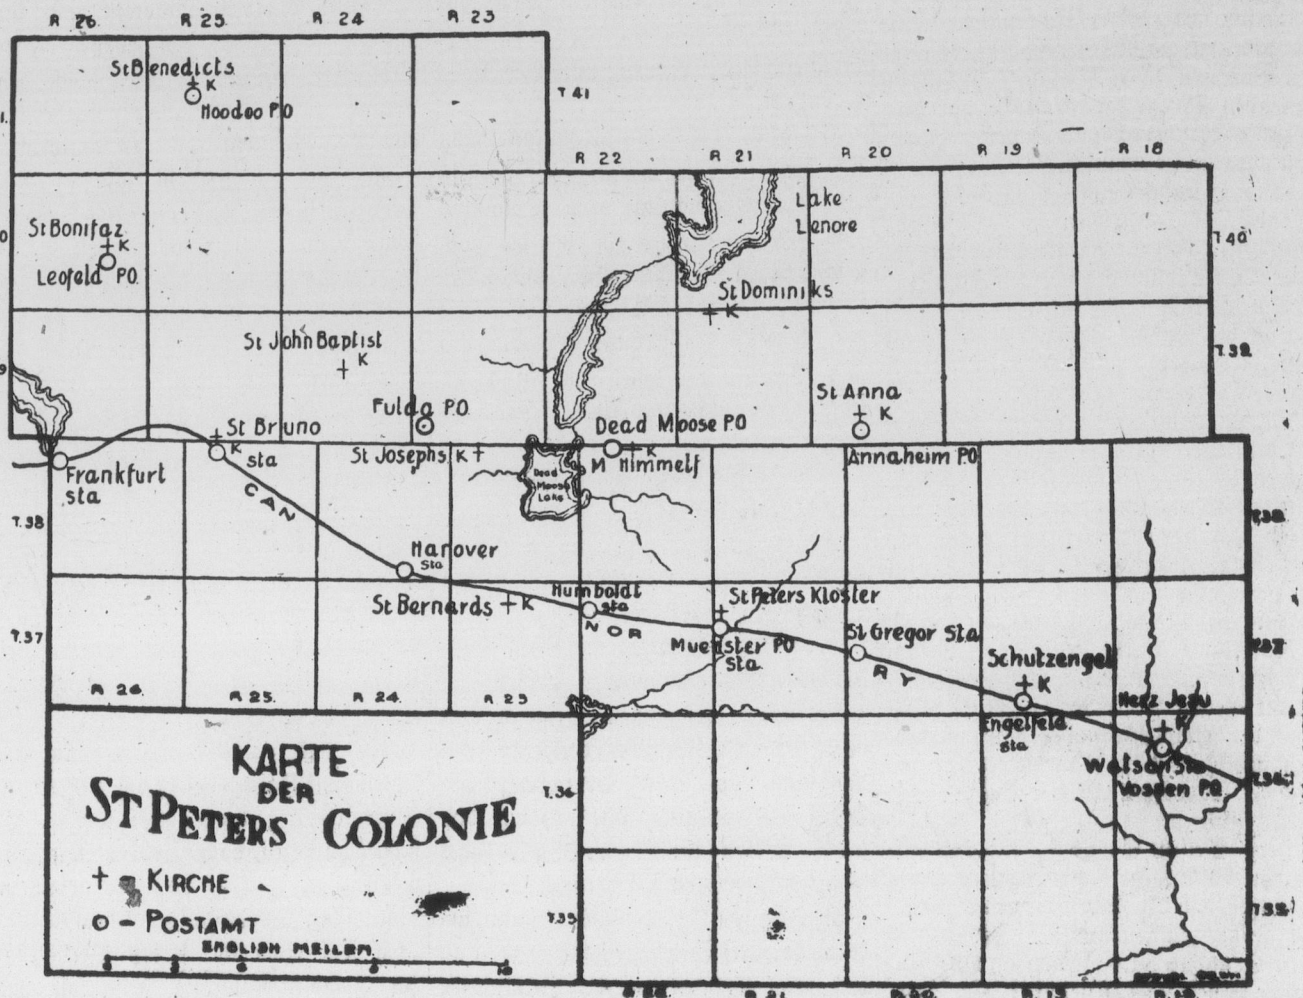 R 26.
R 25.
R 24
R 23
St Benedicts
K
Hoodoo P.O
T 41
R 22
R 21
R 20
R 19
R 18
St Bonifaz
K
Leofeld P.O.
Lake
Lenore
T 40
St Dominiks
K
St John Baptist
K
T.39
Fulda P.O.
Dead Moose P.O
K
M Himmelf
St Anna
K
Annaheim P.O
St Bruno
K
sta
St Josephs K
Dead
Moose
Lake
Frankfurt
sta
CAN
T.38
Hanover
Sta
St Bernards K
Humboldt
sta
NOR
St Peters Kloster
Muenster P.O
Sta
St Gregor Sta
RY
T.37
Schutzengel
K
Engelfeld.
Sta
Herz Jesu
K
Watson Sta
Vossen P.O.
R 26.
R 25.
R 24
R 23
KARTE
DER
ST PETERS COLONIE
T.36
KIRCHE
O - POSTAMT
ENGLISH MEILEN
T.35
R 21
R 20
R. 19